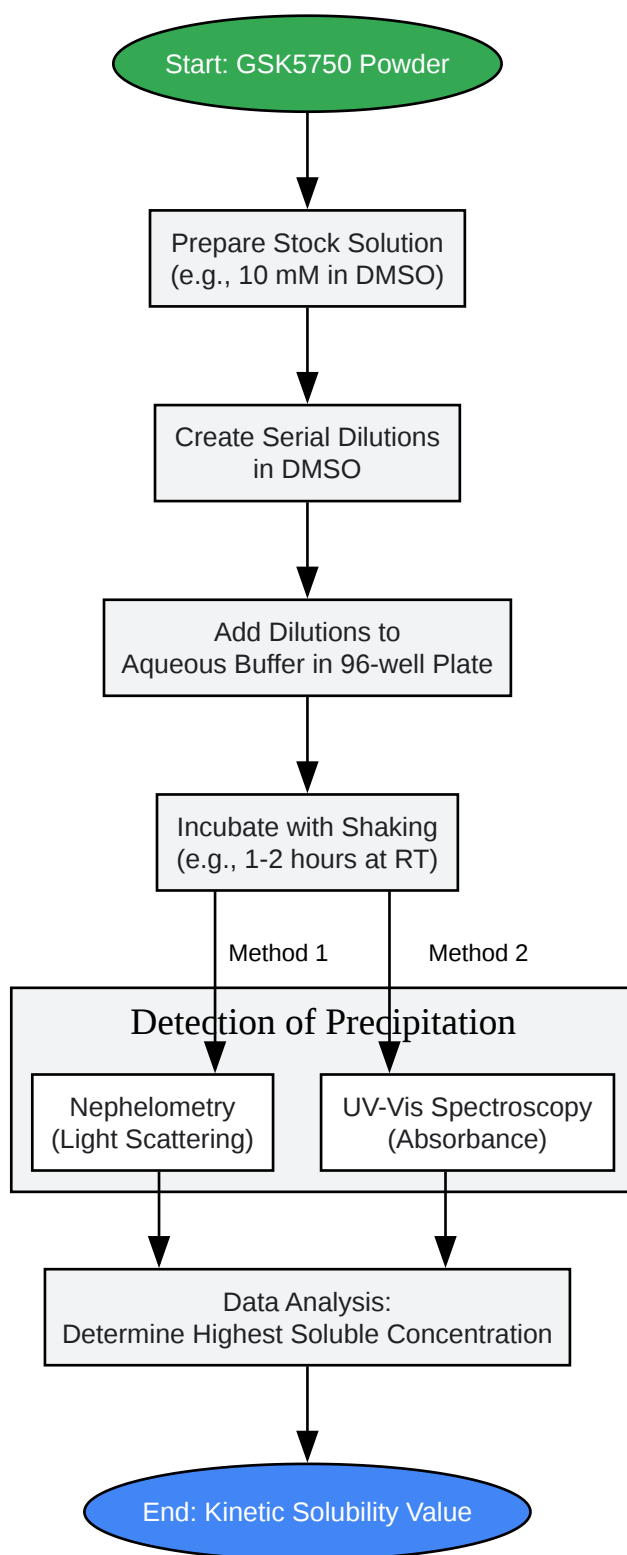 Start: GSK5750 Powder
Prepare Stock Solution
(e.g., 10 mM in DMSO)
Create Serial Dilutions
in DMSO
Add Dilutions to
Aqueous Buffer in 96-well Plate
Incubate with Shaking
(e.g., 1-2 hours at RT)
Method 1
Method 2
Detection of Precipitation
Nephelometry
(Light Scattering)
UV-Vis Spectroscopy
(Absorbance)
Data Analysis:
Determine Highest Soluble Concentration
End: Kinetic Solubility Value